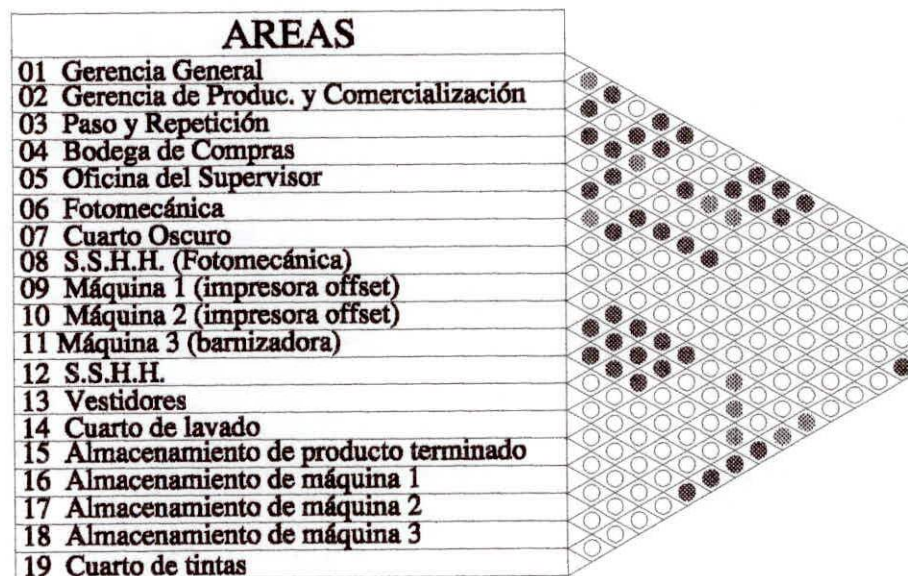 AREAS
01 Gerencia General
02 Gerencia de Produc. y Comercialización
03 Paso y Repetición
04 Bodega de Compras
05 Oficina del Supervisor
06 Fotomecánica
07 Cuarto Oscuro
08 S.S.H.H. (Fotomecánica)
09 Máquina 1 (impresora offset)
10 Máquina 2 (impresora offset)
11 Máquina 3 (barnizadora)
12 S.S.H.H.
13 Vestidores
14 Cuarto de lavado
15 Almacenamiento de producto terminado
16 Almacenamiento de máquina 1
17 Almacenamiento de máquina 2
18 Almacenamiento de máquina 3
19 Cuarto de tintas